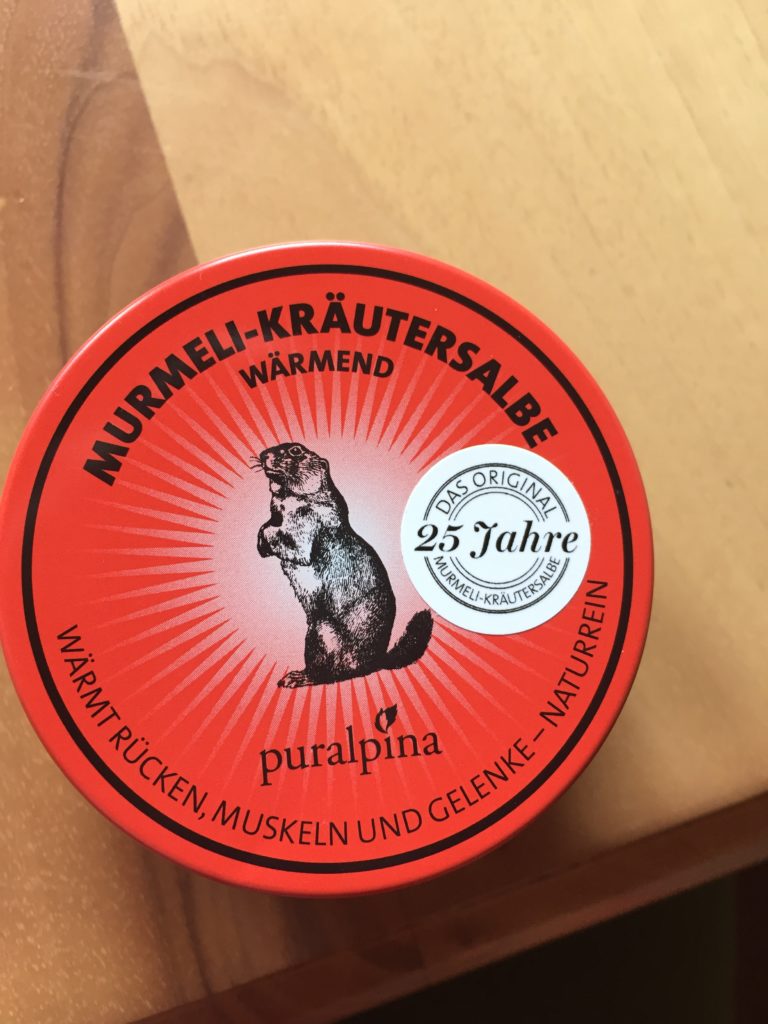 MURMELI-KRÄUTERSALBE
WÄRMEND
DAS ORIGINAL
25 Jahre
MURMELI-KRÄUTERSALBE
puralpina
WÄRMT RÜCKEN, MUSKELN UND GELENKE – NATURREIN